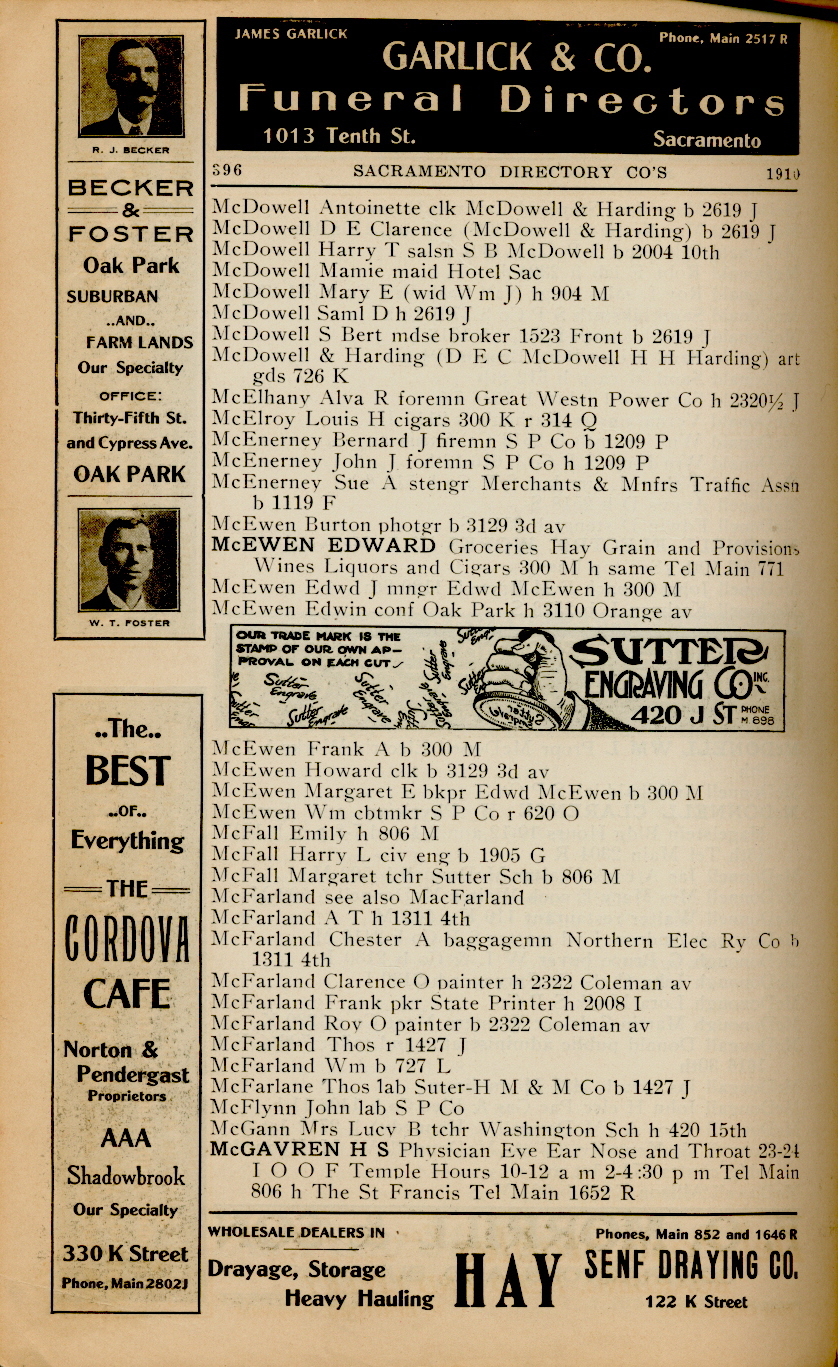 JAMES GARLICK
Phone, Main 2517 R
GARLICK & CO.
Funeral Directors
1013 Tenth St.
Sacramento
R. J. BECKER
BECKER
&
FOSTER
Oak Park
SUBURBAN
..AND..
FARM LANDS
Our Specialty
OFFICE:
Thirty-Fifth St.
and Cypress Ave.
OAK PARK
W. T. FOSTER
..The..
BEST
..OF..
Everything
THE
CORDOVA
CAFE
Norton &
Pendergast
Proprietors
AAA
Shadowbrook
Our Specialty
330 K Street
Phone, Main 2802J
396 SACRAMENTO DIRECTORY CO'S 1910
McDowell Antoinette clk McDowell & Harding b 2619 J
McDowell D E Clarence (McDowell & Harding) b 2619 J
McDowell Harry T salsn S B McDowell b 2004 10th
McDowell Mamie maid Hotel Sac
McDowell Mary E (wid Wm J) h 904 M
McDowell Saml D h 2619 J
McDowell S Bert mdse broker 1523 Front b 2619 J
McDowell & Harding (D E C McDowell H H Harding) art
gds 726 K
McElhany Alva R foremn Great Westn Power Co h 2320½ J
McElroy Louis H cigars 300 K r 314 Q
McEnerney Bernard J firemn S P Co b 1209 P
McEnerney John J foremn S P Co h 1209 P
McEnerney Sue A stengr Merchants & Mnfrs Traffic Assn
b 1119 F
McEwen Burton photgr b 3129 3d av
McEWEN EDWARD Groceries Hay Grain and Provisions
Wines Liquors and Cigars 300 M h same Tel Main 771
McEwen Edwd J mngr Edwd McEwen h 300 M
McEwen Edwin conf Oak Park h 3110 Orange av
OUR TRADE MARK IS THE
STAMP OF OUR OWN AP-
PROVAL ON EACH CUT
Sutter
Engrave
Sutter
Engrave
Sutter Engrave
SUTTER
ENGRAVING CO INC.
420 J ST PHONE M 898
McEwen Frank A b 300 M
McEwen Howard clk b 3129 3d av
McEwen Margaret E bkpr Edwd McEwen b 300 M
McEwen Wm cbtmkr S P Co r 620 O
McFall Emily h 806 M
McFall Harry L civ eng b 1905 G
McFall Margaret tchr Sutter Sch b 806 M
McFarland see also MacFarland
McFarland A T h 1311 4th
McFarland Chester A baggagemn Northern Elec Ry Co b
1311 4th
McFarland Clarence O painter h 2322 Coleman av
McFarland Frank pkr State Printer h 2008 I
McFarland Roy O painter b 2322 Coleman av
McFarland Thos r 1427 J
McFarland Wm b 727 L
McFarlane Thos lab Suter-H M & M Co b 1427 J
McFlynn John lab S P Co
McGann Mrs Lucy B tchr Washington Sch h 420 15th
McGAVREN H S Physician Eye Ear Nose and Throat 23-24
I O O F Temple Hours 10-12 a m 2-4:30 p m Tel Main
806 h The St Francis Tel Main 1652 R
WHOLESALE DEALERS IN
Drayage, Storage
Heavy Hauling
HAY
Phones, Main 852 and 1646 R
SENF DRAYING CO.
122 K Street